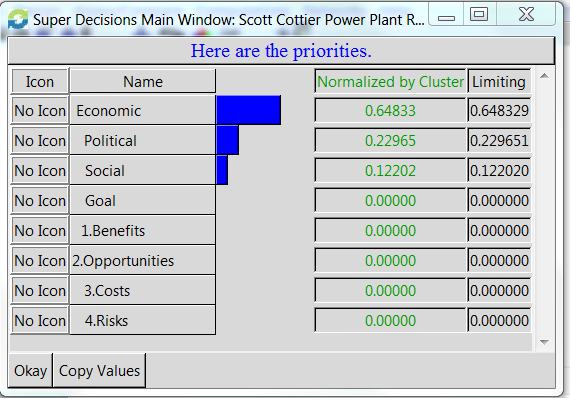 Super Decisions Main Window: Scott Cottier Power Plant R...
Here are the priorities.
Icon Name Normalized by Cluster Limiting
No Icon Economic 0.64833 0.648329
No Icon Political 0.22965 0.229651
No Icon Social 0.12202 0.122020
No Icon Goal 0.00000 0.000000
No Icon 1.Benefits 0.00000 0.000000
No Icon 2.Opportunities 0.00000 0.000000
No Icon 3.Costs 0.00000 0.000000
No Icon 4.Risks 0.00000 0.000000
Okay Copy Values